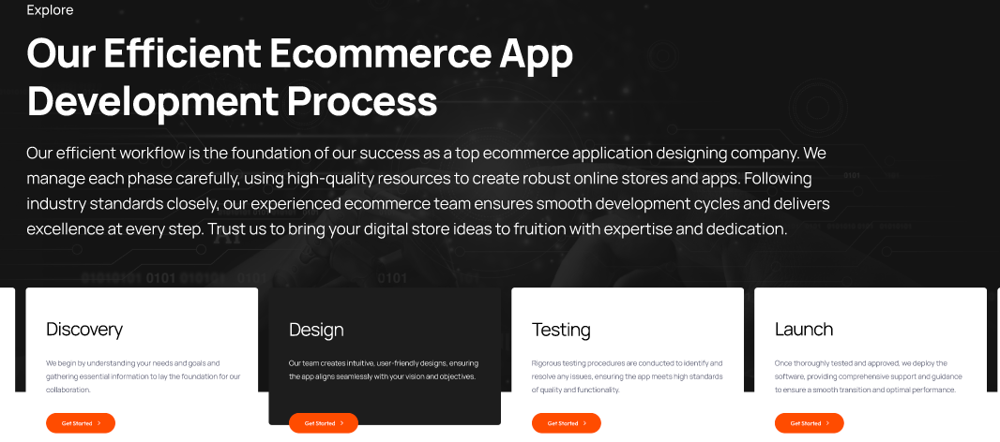 Explore
Our Efficient Ecommerce App
Development Process
Our efficient workflow is the foundation of our success as a top ecommerce application designing company. We
manage each phase carefully, using high-quality resources to create robust online stores and apps. Following
industry standards closely, our experienced ecommerce team ensures smooth development cycles and delivers
excellence at every step. Trust us to bring your digital store ideas to fruition with expertise and dedication.
AI
0101
01010101 0101 010101 0101
0101
Discovery
We begin by understanding your needs and goals and
gathering essential information to lay the foundation for our
collaboration.
Get Started
Design
Our team creates intuitive, user-friendly designs, ensuring
the app aligns seamlessly with your vision and objectives.
Get Started
Testing
Rigorous testing procedures are conducted to identify and
resolve any issues, ensuring the app meets high standards
of quality and functionality.
Get Started
Launch
Once thoroughly tested and approved, we deploy the
software, providing comprehensive support and guidance
to ensure a smooth transition and optimal performance.
Get Started